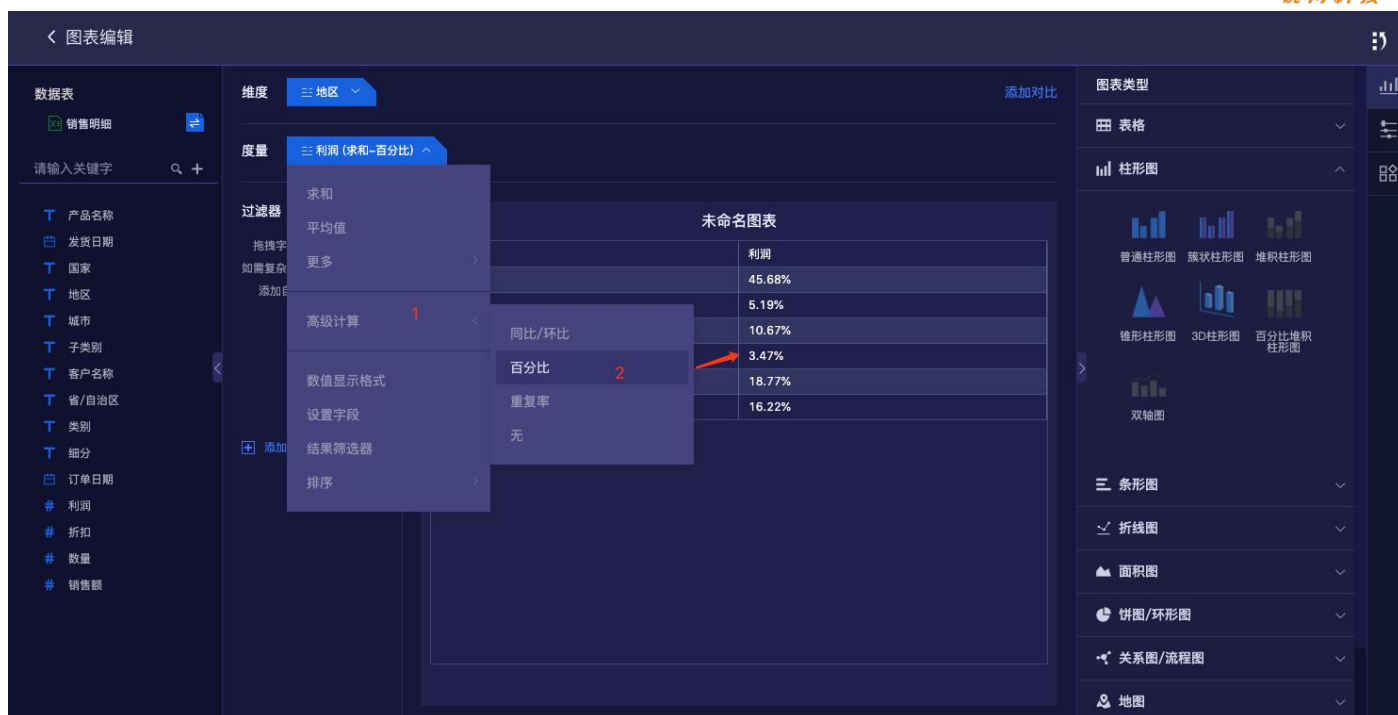 图表编辑
数据表
销售明细
请输入关键字
产品名称
发货日期
国家
地区
城市
子类别
客户名称
省/自治区
类别
细分
订单日期
利润
折扣
数量
销售额
维度
地区
添加对比
度量
利润 (求和-百分比)
过滤器
拖拽字
如需复杂
添加
求和
平均值
更多
高级计算
1
数值显示格式
设置字段
结果筛选器
排序
同比/环比
百分比
2
重复率
无
未命名图表
利润
45.68%
5.19%
10.67%
3.47%
18.77%
16.22%
图表类型
表格
柱形图
普通柱形图 簇状柱形图 堆积柱形图
锥形柱形图 3D柱形图 百分比堆积
柱形图
双轴图
条形图
折线图
面积图
饼图/环形图
关系图/流程图
地图